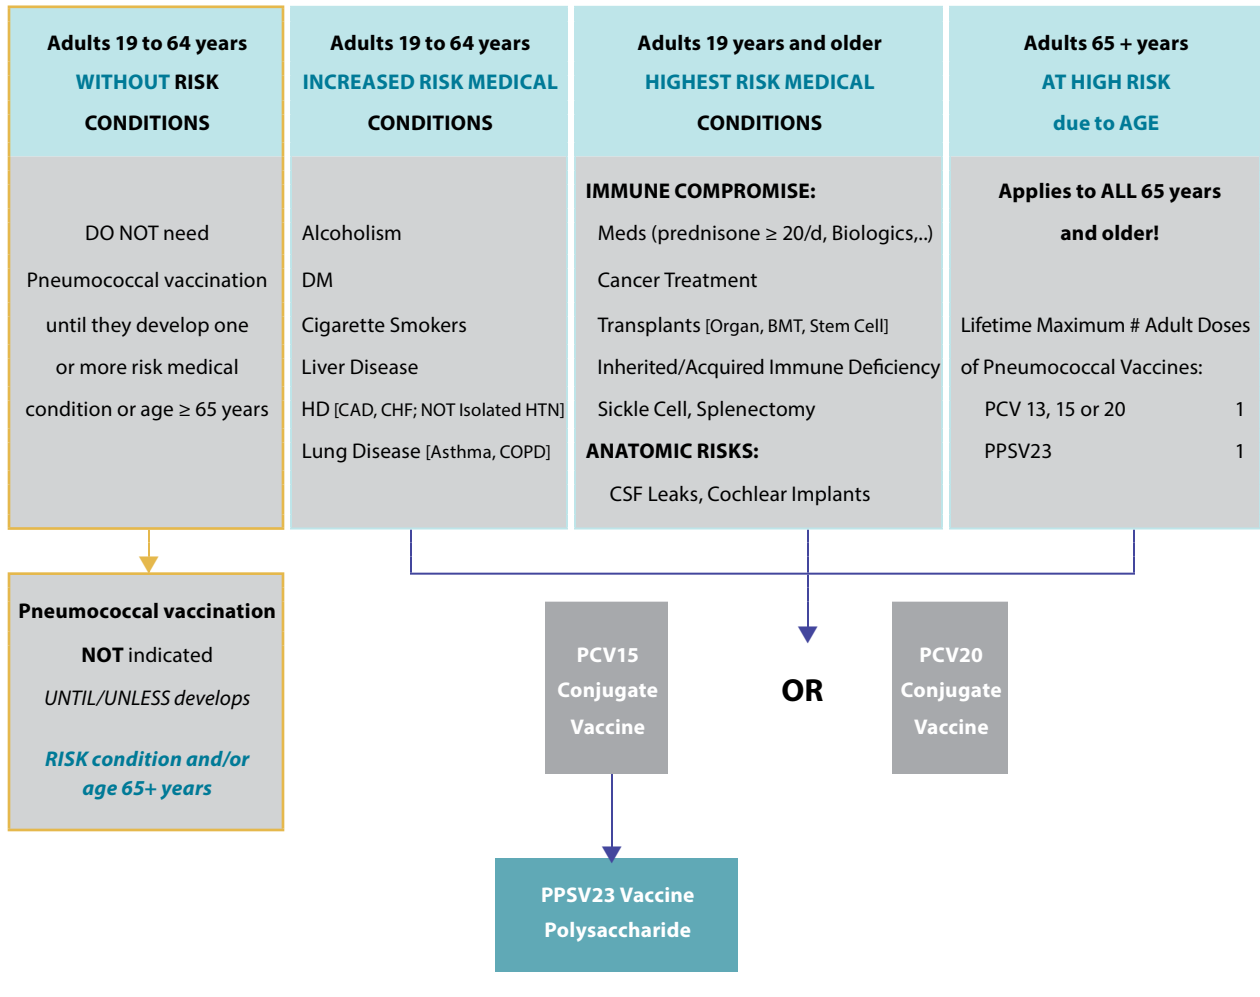 Adults 19 to 64 years
WITHOUT RISK
CONDITIONS
DO NOT need
Pneumococcal vaccination
until they develop one
or more risk medical
condition or age ≥ 65 years
Adults 19 to 64 years
INCREASED RISK MEDICAL
CONDITIONS
Alcoholism
DM
Cigarette Smokers
Liver Disease
HD [CAD, CHF; NOT Isolated HTN]
Lung Disease [Asthma, COPD]
Adults 19 years and older
HIGHEST RISK MEDICAL
CONDITIONS
IMMUNE COMPROMISE:
Meds (prednisone ≥ 20/d, Biologics,..)
Cancer Treatment
Transplants [Organ, BMT, Stem Cell]
Inherited/Acquired Immune Deficiency
Sickle Cell, Splenectomy
ANATOMIC RISKS:
CSF Leaks, Cochlear Implants
Adults 65 + years
AT HIGH RISK
due to AGE
Applies to ALL 65 years
and older!
Lifetime Maximum # Adult Doses
of Pneumococcal Vaccines:
PCV 13, 15 or 20 1
PPSV23 1
Pneumococcal vaccination
NOT indicated
UNTIL/UNLESS develops
RISK condition and/or
age 65+ years
PCV15
Conjugate
Vaccine
OR
PCV20
Conjugate
Vaccine
PPSV23 Vaccine
Polysaccharide